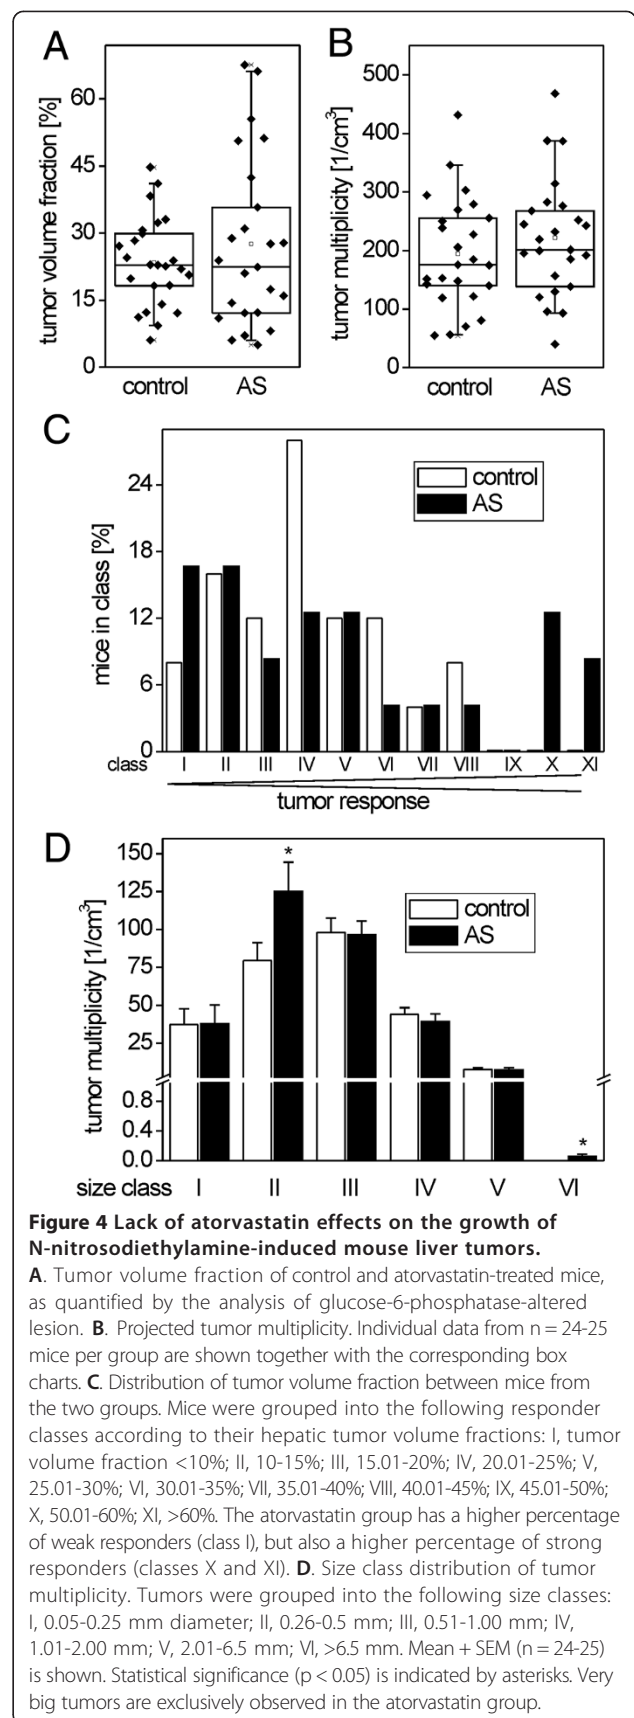 A
B
tumor volume fraction [%]
60
45
30
15
0
control
AS
tumor multiplicity [1/cm³]
500
400
300
200
100
0
control
AS
C
mice in class [%]
24
18
12
6
0
control
AS
class I II III IV V VI VII VIII IX X XI
tumor response
D
tumor multiplicity [1/cm³]
150
125
100
75
50
25
0.8
0.4
0.0
*
control
AS
*
size class I II III IV V VI
Figure 4 Lack of atorvastatin effects on the growth of
N-nitrosodiethylamine-induced mouse liver tumors.
A. Tumor volume fraction of control and atorvastatin-treated mice,
as quantified by the analysis of glucose-6-phosphatase-altered
lesion. B. Projected tumor multiplicity. Individual data from n = 24-25
mice per group are shown together with the corresponding box
charts. C. Distribution of tumor volume fraction between mice from
the two groups. Mice were grouped into the following responder
classes according to their hepatic tumor volume fractions: I, tumor
volume fraction <10%; II, 10-15%; III, 15.01-20%; IV, 20.01-25%; V,
25.01-30%; VI, 30.01-35%; VII, 35.01-40%; VIII, 40.01-45%; IX, 45.01-50%;
X, 50.01-60%; XI, >60%. The atorvastatin group has a higher percentage
of weak responders (class I), but also a higher percentage of strong
responders (classes X and XI). D. Size class distribution of tumor
multiplicity. Tumors were grouped into the following size classes:
I, 0.05-0.25 mm diameter; II, 0.26-0.5 mm; III, 0.51-1.00 mm; IV,
1.01-2.00 mm; V, 2.01-6.5 mm; VI, >6.5 mm. Mean + SEM (n = 24-25)
is shown. Statistical significance (p < 0.05) is indicated by asterisks. Very
big tumors are exclusively observed in the atorvastatin group.